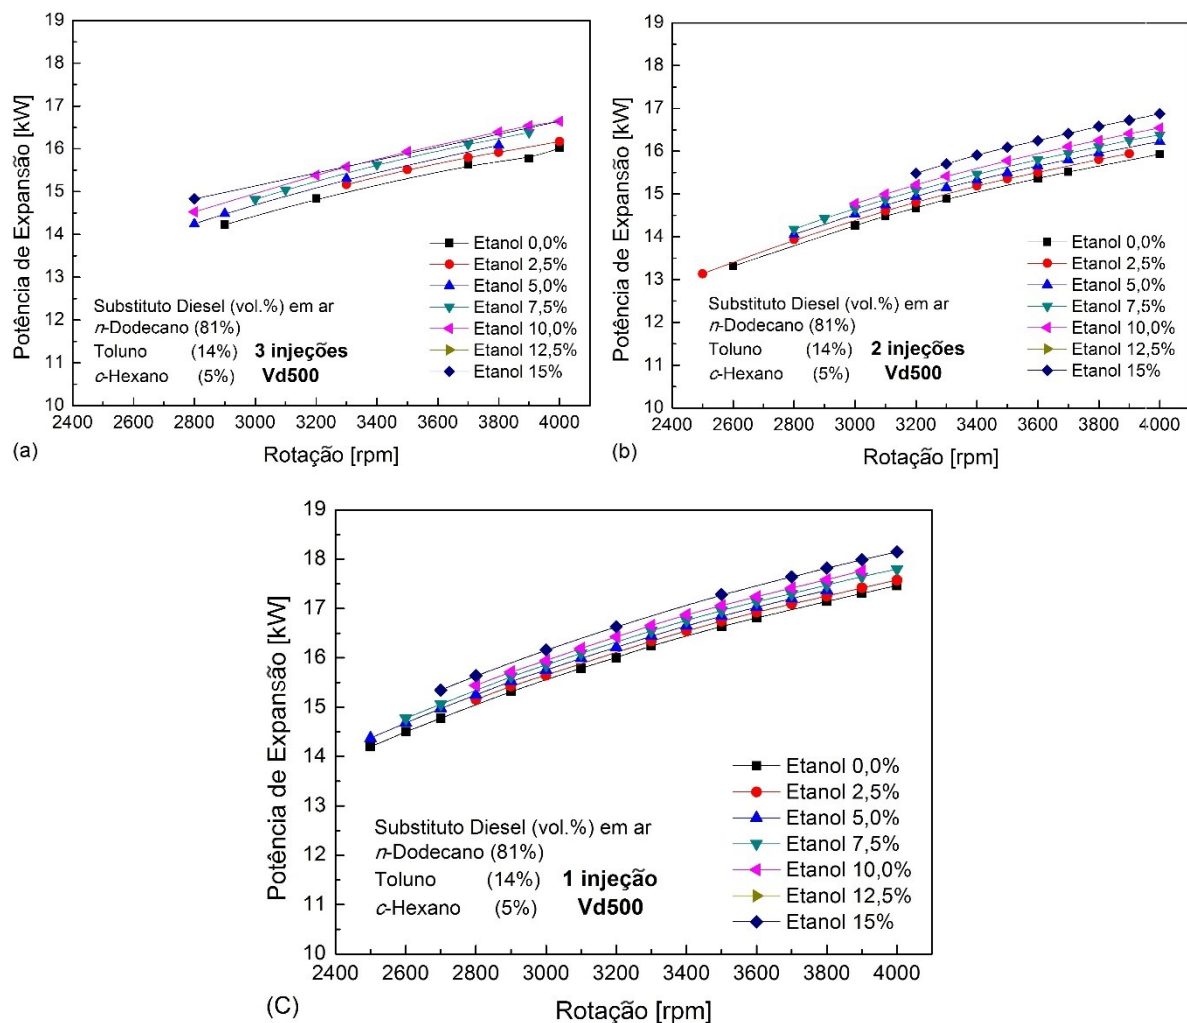 19
18
17
16
15
14
13
12
11
10
Potência de Expansão [kW]
Etanol 0,0%
Etanol 2,5%
Etanol 5,0%
Etanol 7,5%
Etanol 10,0%
Etanol 12,5%
Etanol 15%
Substituto Diesel (vol.%) em ar
n-Dodecano (81%)
Toluno (14%) 3 injeções
c-Hexano (5%) Vd500
2400 2600 2800 3000 3200 3400 3600 3800 4000
(a) Rotação [rpm]
19
18
17
16
15
14
13
12
11
10
Potência de Expansão [kW]
Etanol 0,0%
Etanol 2,5%
Etanol 5,0%
Etanol 7,5%
Etanol 10,0%
Etanol 12,5%
Etanol 15%
Substituto Diesel (vol.%) em ar
n-Dodecano (81%)
Toluno (14%) 2 injeções
c-Hexano (5%) Vd500
2400 2600 2800 3000 3200 3400 3600 3800 4000
(b) Rotação [rpm]
19
18
17
16
15
14
13
12
11
10
Potência de Expansão [kW]
Etanol 0,0%
Etanol 2,5%
Etanol 5,0%
Etanol 7,5%
Etanol 10,0%
Etanol 12,5%
Etanol 15%
Substituto Diesel (vol.%) em ar
n-Dodecano (81%)
Toluno (14%) 1 injeção
c-Hexano (5%) Vd500
2400 2600 2800 3000 3200 3400 3600 3800 4000
(C) Rotação [rpm]